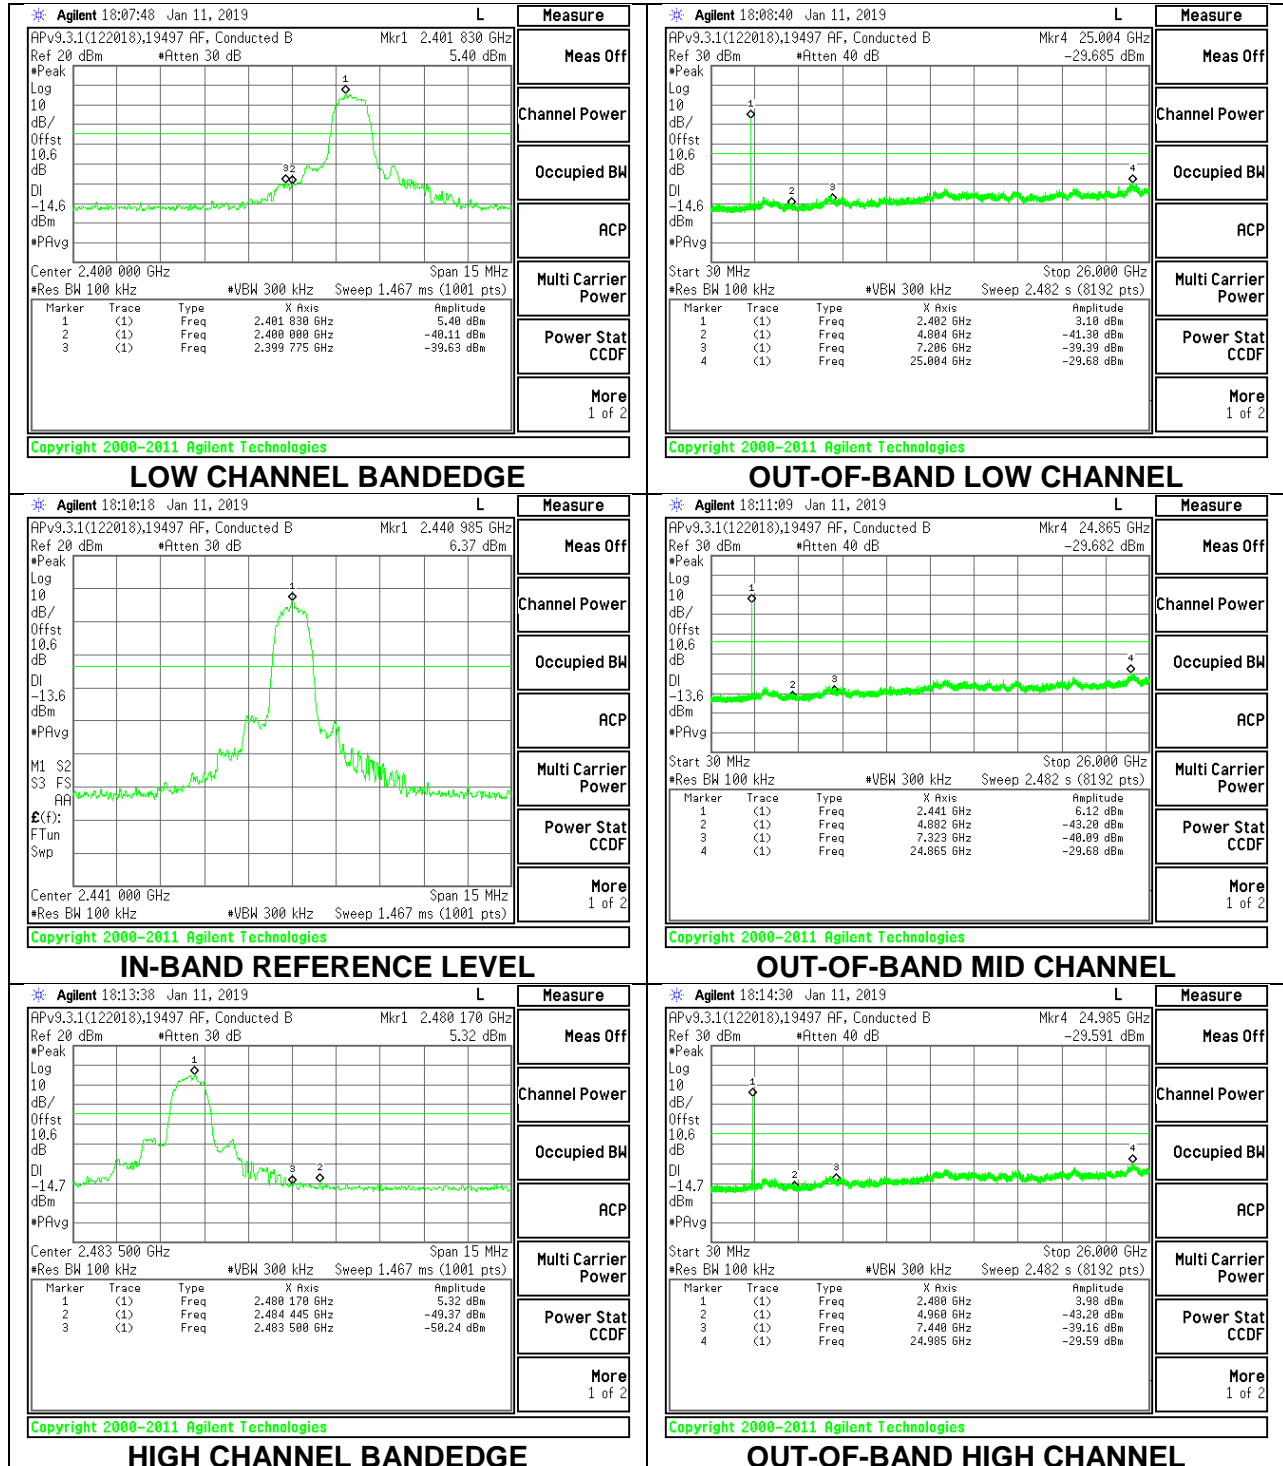 Agilent 18:07:48 Jan 11, 2019 L Measure
APv9.3.1(122018),19497 AF, Conducted B Mkr1 2.401 830 GHz
Ref 20 dBm #Atten 30 dB 5.40 dBm
Meas Off
#Peak
Log
10
dB/
Offst
10.6
dB
DI
-14.6
dBm
#PAvg
1
3 2
Channel Power
Occupied BW
ACP
Center 2.400 000 GHz Span 15 MHz
#Res BW 100 kHz #VBW 300 kHz Sweep 1.467 ms (1001 pts)
Multi Carrier
Power
Marker Trace Type X Axis Amplitude
1 (1) Freq 2.401 830 GHz 5.40 dBm
2 (1) Freq 2.400 000 GHz -40.11 dBm
3 (1) Freq 2.399 775 GHz -39.63 dBm
Power Stat
CCDF
More
1 of 2
Copyright 2000-2011 Agilent Technologies
LOW CHANNEL BANDEDGE
Agilent 18:08:40 Jan 11, 2019 L Measure
APv9.3.1(122018),19497 AF, Conducted B Mkr4 25.004 GHz
Ref 30 dBm #Atten 40 dB -29.685 dBm
Meas Off
#Peak
Log
10
dB/
Offst
10.6
dB
DI
-14.6
dBm
#PAvg
1
2
3
4
Channel Power
Occupied BW
ACP
Start 30 MHz Stop 26.000 GHz
#Res BW 100 kHz #VBW 300 kHz Sweep 2.482 s (8192 pts)
Multi Carrier
Power
Marker Trace Type X Axis Amplitude
1 (1) Freq 2.402 GHz 3.10 dBm
2 (1) Freq 4.804 GHz -41.30 dBm
3 (1) Freq 7.206 GHz -39.39 dBm
4 (1) Freq 25.004 GHz -29.68 dBm
Power Stat
CCDF
More
1 of 2
Copyright 2000-2011 Agilent Technologies
OUT-OF-BAND LOW CHANNEL
Agilent 18:10:18 Jan 11, 2019 L Measure
APv9.3.1(122018),19497 AF, Conducted B Mkr1 2.440 985 GHz
Ref 20 dBm #Atten 30 dB 6.37 dBm
Meas Off
#Peak
Log
10
dB/
Offst
10.6
dB
DI
-13.6
dBm
#PAvg
M1 S2
S3 FS
AA
£(f):
FTun
Swp
1
Channel Power
Occupied BW
ACP
Multi Carrier
Power
Power Stat
CCDF
Center 2.441 000 GHz Span 15 MHz
#Res BW 100 kHz #VBW 300 kHz Sweep 1.467 ms (1001 pts)
More
1 of 2
Copyright 2000-2011 Agilent Technologies
IN-BAND REFERENCE LEVEL
Agilent 18:11:09 Jan 11, 2019 L Measure
APv9.3.1(122018),19497 AF, Conducted B Mkr4 24.865 GHz
Ref 30 dBm #Atten 40 dB -29.682 dBm
Meas Off
#Peak
Log
10
dB/
Offst
10.6
dB
DI
-13.6
dBm
#PAvg
1
2
3
4
Channel Power
Occupied BW
ACP
Start 30 MHz Stop 26.000 GHz
#Res BW 100 kHz #VBW 300 kHz Sweep 2.482 s (8192 pts)
Multi Carrier
Power
Marker Trace Type X Axis Amplitude
1 (1) Freq 2.441 GHz 6.12 dBm
2 (1) Freq 4.882 GHz -43.20 dBm
3 (1) Freq 7.323 GHz -40.09 dBm
4 (1) Freq 24.865 GHz -29.68 dBm
Power Stat
CCDF
More
1 of 2
Copyright 2000-2011 Agilent Technologies
OUT-OF-BAND MID CHANNEL
Agilent 18:13:38 Jan 11, 2019 L Measure
APv9.3.1(122018),19497 AF, Conducted B Mkr1 2.480 170 GHz
Ref 20 dBm #Atten 30 dB 5.32 dBm
Meas Off
#Peak
Log
10
dB/
Offst
10.6
dB
DI
-14.7
dBm
#PAvg
1
3 2
Channel Power
Occupied BW
ACP
Center 2.483 500 GHz Span 15 MHz
#Res BW 100 kHz #VBW 300 kHz Sweep 1.467 ms (1001 pts)
Multi Carrier
Power
Marker Trace Type X Axis Amplitude
1 (1) Freq 2.480 170 GHz 5.32 dBm
2 (1) Freq 2.484 445 GHz -49.37 dBm
3 (1) Freq 2.483 500 GHz -50.24 dBm
Power Stat
CCDF
More
1 of 2
Copyright 2000-2011 Agilent Technologies
HIGH CHANNEL BANDEDGE
Agilent 18:14:30 Jan 11, 2019 L Measure
APv9.3.1(122018),19497 AF, Conducted B Mkr4 24.985 GHz
Ref 30 dBm #Atten 40 dB -29.591 dBm
Meas Off
#Peak
Log
10
dB/
Offst
10.6
dB
DI
-14.7
dBm
#PAvg
1
2
3
4
Channel Power
Occupied BW
ACP
Start 30 MHz Stop 26.000 GHz
#Res BW 100 kHz #VBW 300 kHz Sweep 2.482 s (8192 pts)
Multi Carrier
Power
Marker Trace Type X Axis Amplitude
1 (1) Freq 2.480 GHz 3.98 dBm
2 (1) Freq 4.960 GHz -43.20 dBm
3 (1) Freq 7.440 GHz -39.16 dBm
4 (1) Freq 24.985 GHz -29.59 dBm
Power Stat
CCDF
More
1 of 2
Copyright 2000-2011 Agilent Technologies
OUT-OF-BAND HIGH CHANNEL